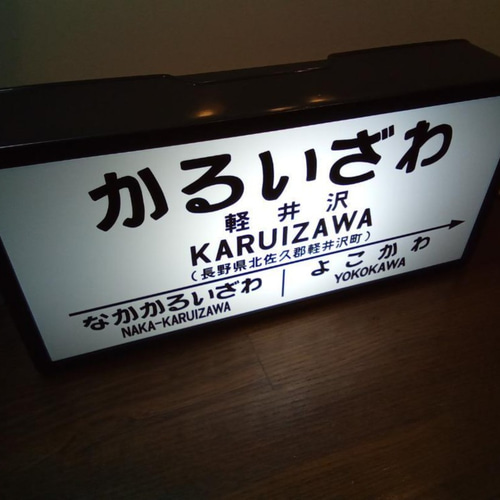 かるいざわ
軽井沢
KARUIZAWA
(長野県北佐久郡軽井沢町)
なかかるいざわ
NAKA-KARUIZAWA
よこかわ
YOKOKAWA